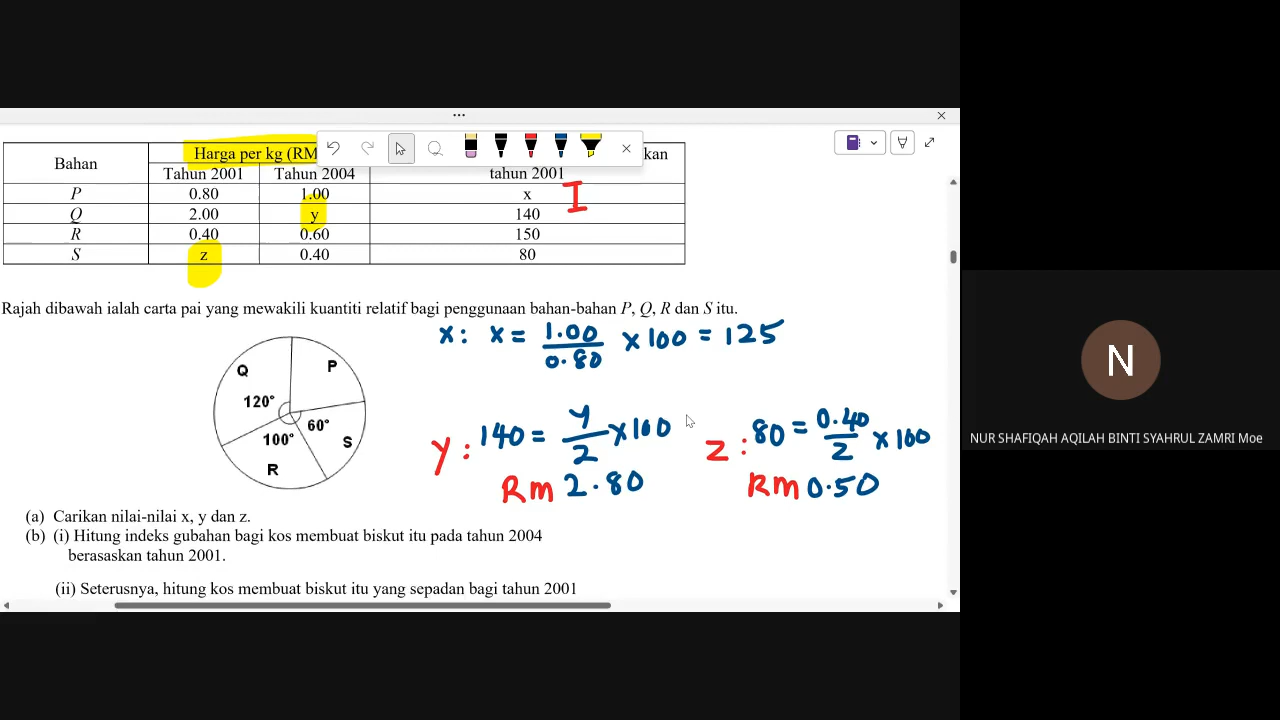 Bahan
Harga per kg (RM
kan
Tahun 2001
Tahun 2004
tahun 2001
P 0.80 1.00 x I
Q 2.00 y 140
R 0.40 0.60 150
S z 0.40 80
Rajah dibawah ialah carta pai yang mewakili kuantiti relatif bagi penggunaan bahan-bahan P, Q, R dan S itu.
x: x = 1.00/0.80 x 100 = 125
Q
P
120°
60°
100°
S
R
y: 140 = y/2 x 100
Rm 2.80
z: 80 = 0.40/z x 100
Rm 0.50
(a) Carikan nilai-nilai x, y dan z.
(b) (i) Hitung indeks gubahan bagi kos membuat biskut itu pada tahun 2004
berasaskan tahun 2001.
(ii) Seterusnya, hitung kos membuat biskut itu yang sepadan bagi tahun 2001
N
NUR SHAFIQAH AQILAH BINTI SYAHRUL ZAMRI Moe